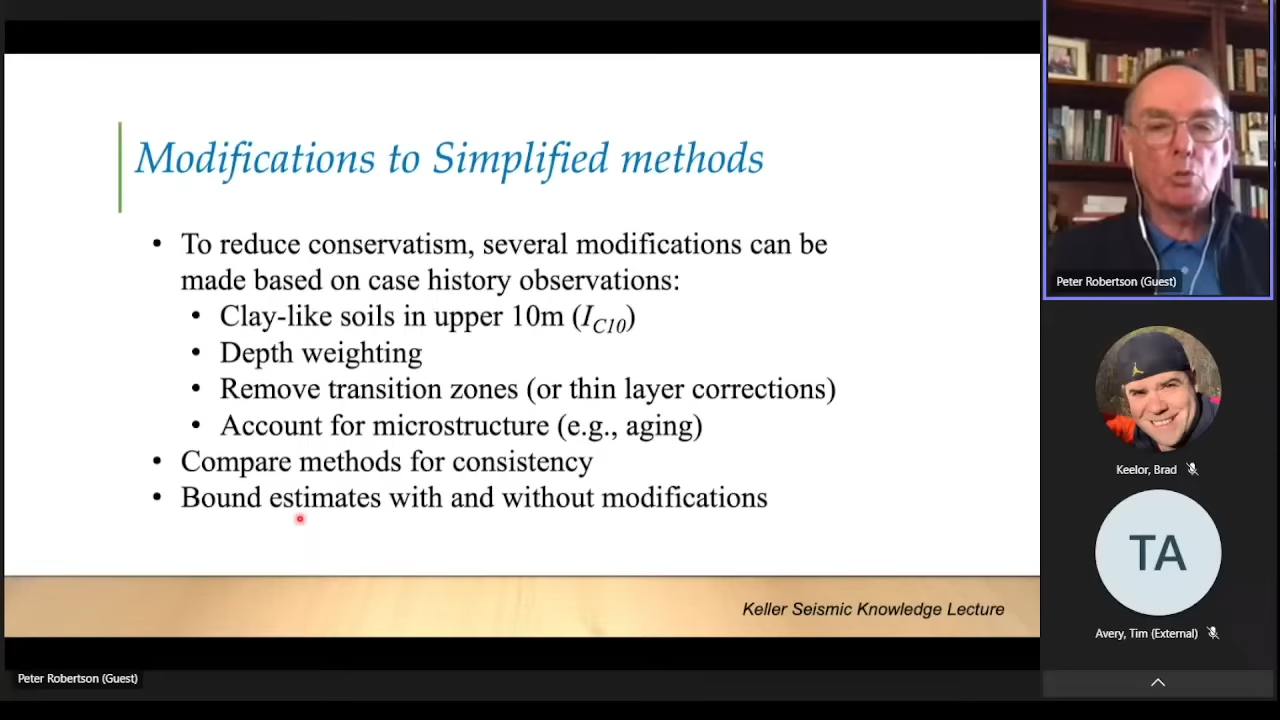 Modifications to Simplified methods
• To reduce conservatism, several modifications can be
made based on case history observations:
• Clay-like soils in upper 10m (IC10)
• Depth weighting
• Remove transition zones (or thin layer corrections)
• Account for microstructure (e.g., aging)
• Compare methods for consistency
• Bound estimates with and without modifications
Keller Seismic Knowledge Lecture
Peter Robertson (Guest)
Peter Robertson (Guest)
Keelor, Brad
TA
Avery, Tim (External)